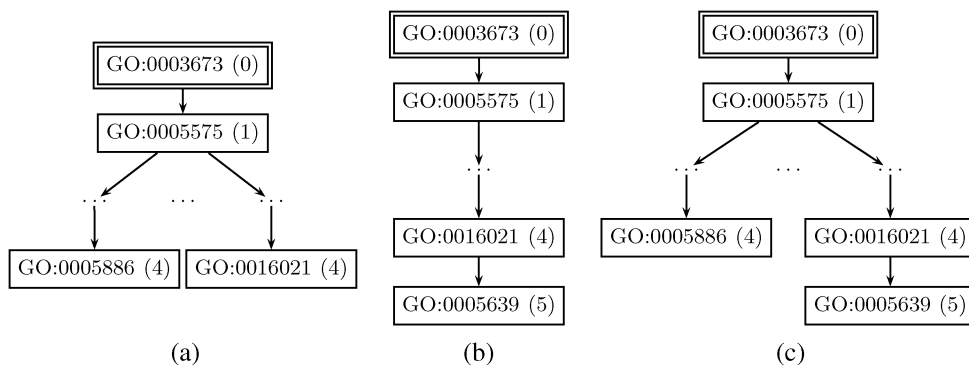 GO:0003673 (0)
GO:0005575 (1)
...
...
...
GO:0005886 (4)
GO:0016021 (4)
(a)
GO:0003673 (0)
GO:0005575 (1)
...
GO:0016021 (4)
GO:0005639 (5)
(b)
GO:0003673 (0)
GO:0005575 (1)
...
...
...
GO:0005886 (4)
GO:0016021 (4)
GO:0005639 (5)
(c)